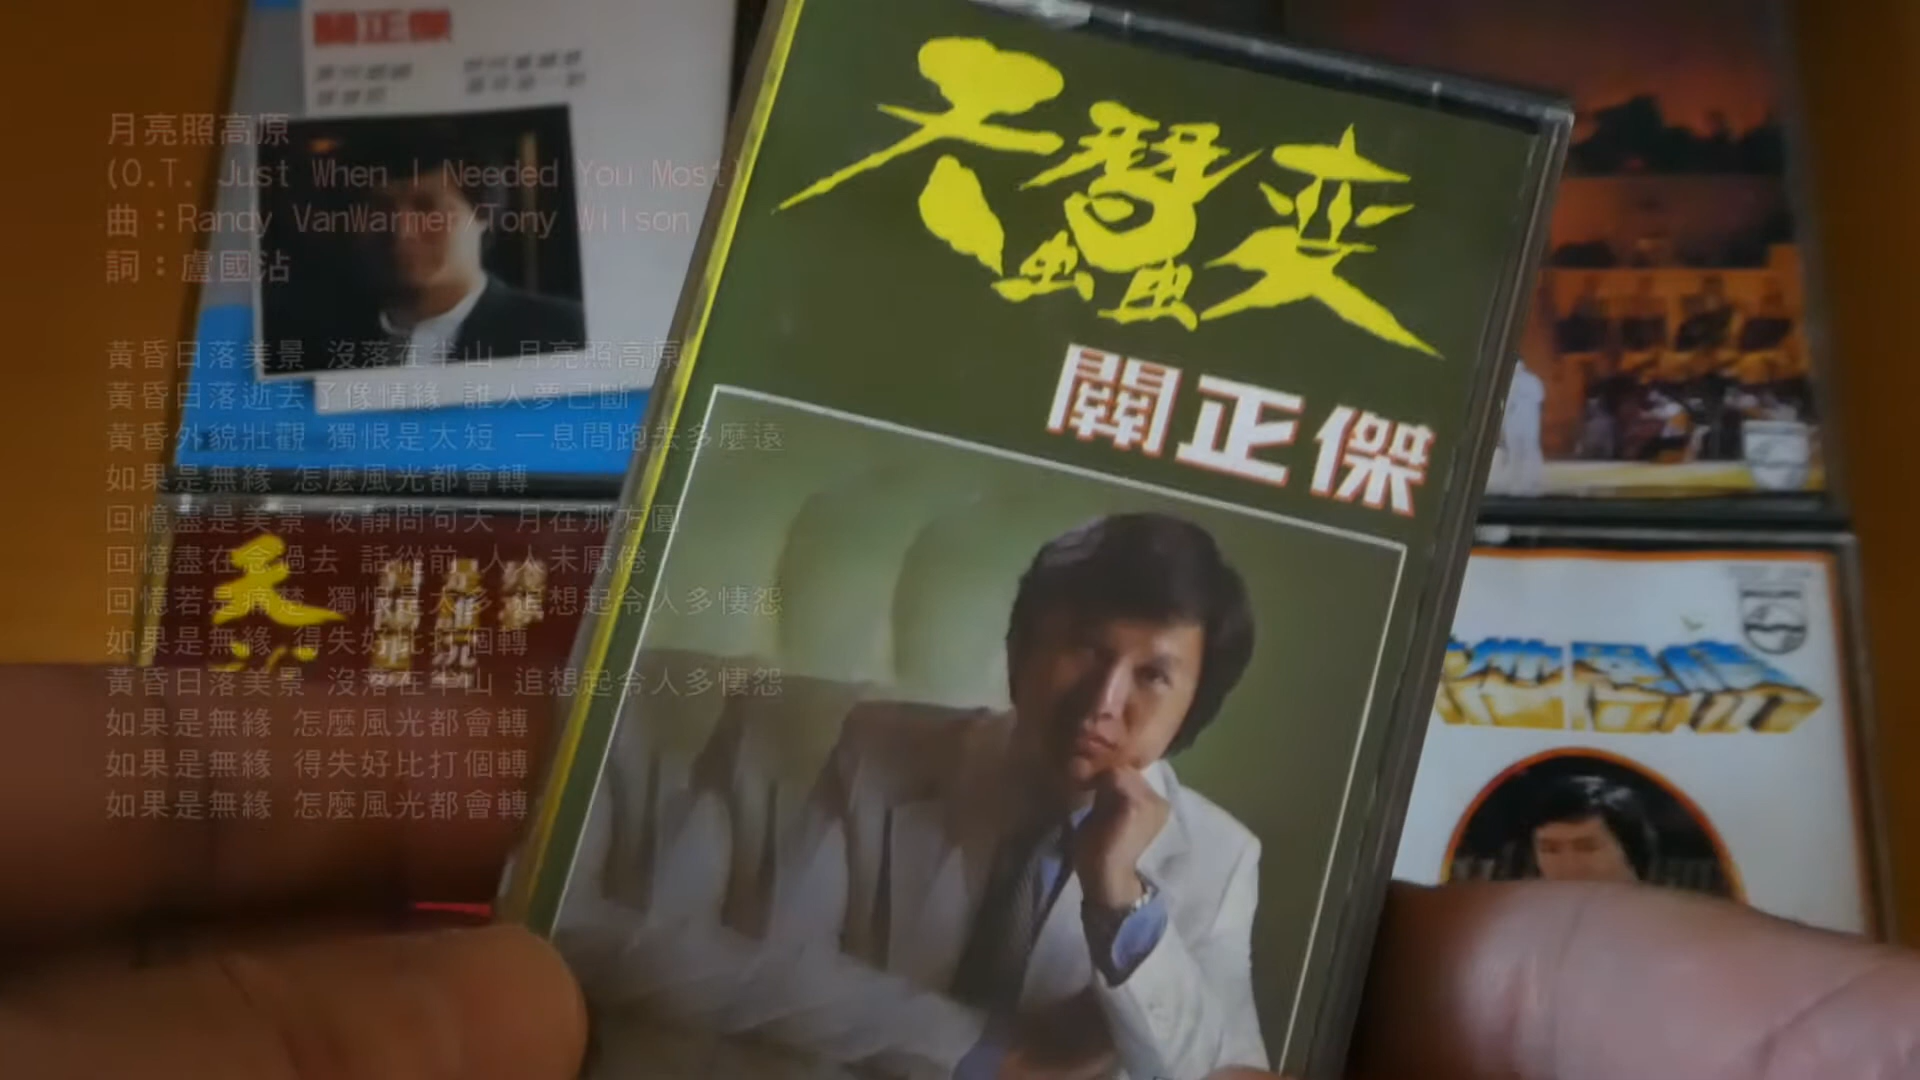 關正傑
月亮照高原
(O.T. Just When I Needed You Most)
曲：Randy VanWarmer/Tony Wilson
詞：盧國沾
黃昏日落美景 沒落在半山 月亮照高原
黃昏日落逝去了像情緣 誰人夢已斷
黃昏外貌壯觀 獨恨是太短 一息間跑去多麼遠
如果是無緣 怎麼風光都會轉
回憶盡是美景 夜靜問句天 月在那方圓
回憶盡在念過去 話從前 人人未厭倦
回憶若是痛楚 獨恨是太多 追想起令人多悽怨
如果是無緣 得失好比打個轉
黃昏日落美景 沒落在半山 追想起令人多悽怨
如果是無緣 怎麼風光都會轉
如果是無緣 得失好比打個轉
如果是無緣 怎麼風光都會轉
天蠶变
關正傑
天